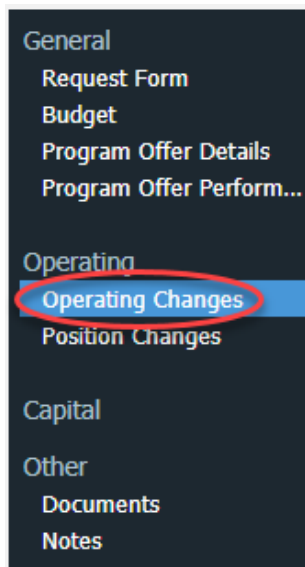 General
Request Form
Budget
Program Offer Details
Program Offer Perform...
Operating
Operating Changes
Position Changes
Capital
Other
Documents
Notes